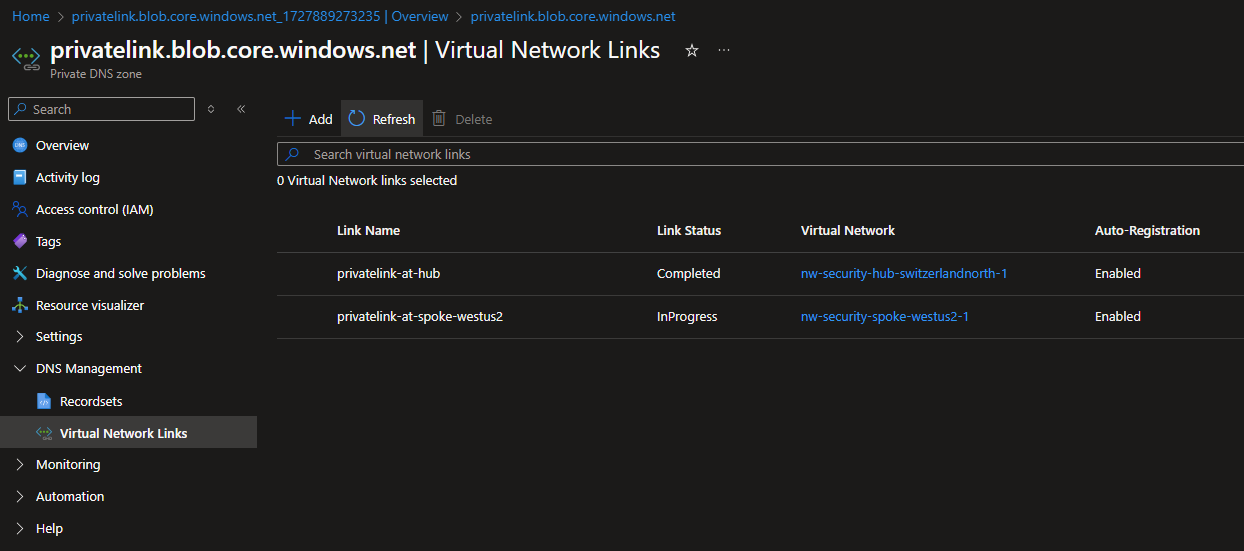 Home > privatelink.blob.core.windows.net_1727889273235 | Overview > privatelink.blob.core.windows.net
privatelink.blob.core.windows.net | Virtual Network Links ☆ ···
Private DNS zone
Search
Overview
Activity log
Access control (IAM)
Tags
Diagnose and solve problems
Resource visualizer
Settings
DNS Management
Recordsets
Virtual Network Links
Monitoring
Automation
Help
Add Refresh Delete
Search virtual network links
0 Virtual Network links selected
Link Name Link Status Virtual Network Auto-Registration
privatelink-at-hub Completed nw-security-hub-switzerlandnorth-1 Enabled
privatelink-at-spoke-westus2 InProgress nw-security-spoke-westus2-1 Enabled